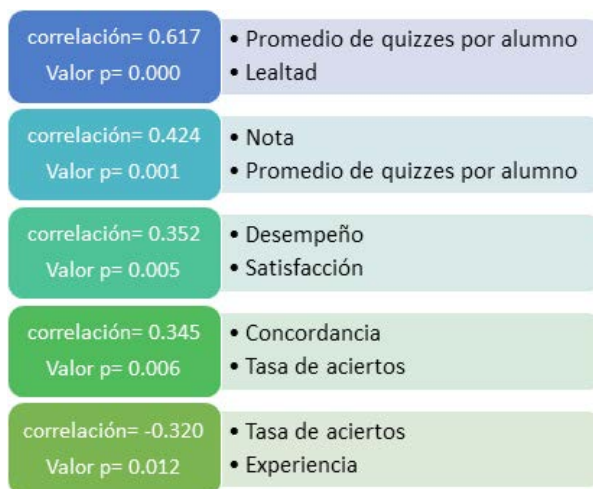 correlación= 0.617
Valor p= 0.000
• Promedio de quizzes por alumno
• Lealtad
correlación= 0.424
Valor p= 0.001
• Nota
• Promedio de quizzes por alumno
correlación= 0.352
Valor p= 0.005
• Desempeño
• Satisfacción
correlación= 0.345
Valor p= 0.006
• Concordancia
• Tasa de aciertos
correlación= -0.320
Valor p= 0.012
• Tasa de aciertos
• Experiencia